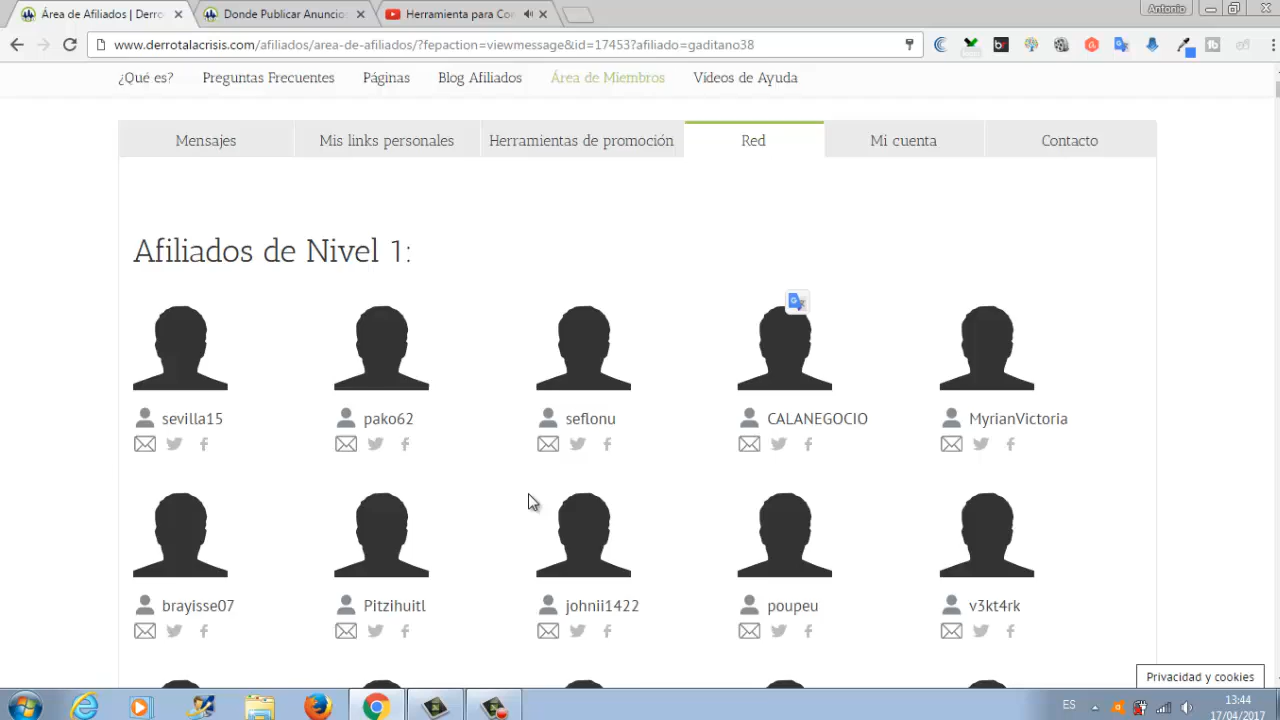 Antonio
Área de Afiliados | Derro
Donde Publicar Anuncio
Herramienta para Co
www.derrotalacrisis.com/afiliados/area-de-afiliados/?fepaction=viewmessage&id=17453?afiliado=gaditano38
¿Qué es?
Preguntas Frecuentes
Páginas
Blog Afiliados
Área de Miembros
Vídeos de Ayuda
Mensajes
Mis links personales
Herramientas de promoción
Red
Mi cuenta
Contacto
Afiliados de Nivel 1:
sevilla15
pako62
seflonu
CALANEGOCIO
MyrianVictoria
brayisse07
Pitzihuitl
johnii1422
poupeu
v3kt4rk
Privacidad y cookies
ES
13:44
17/04/2017